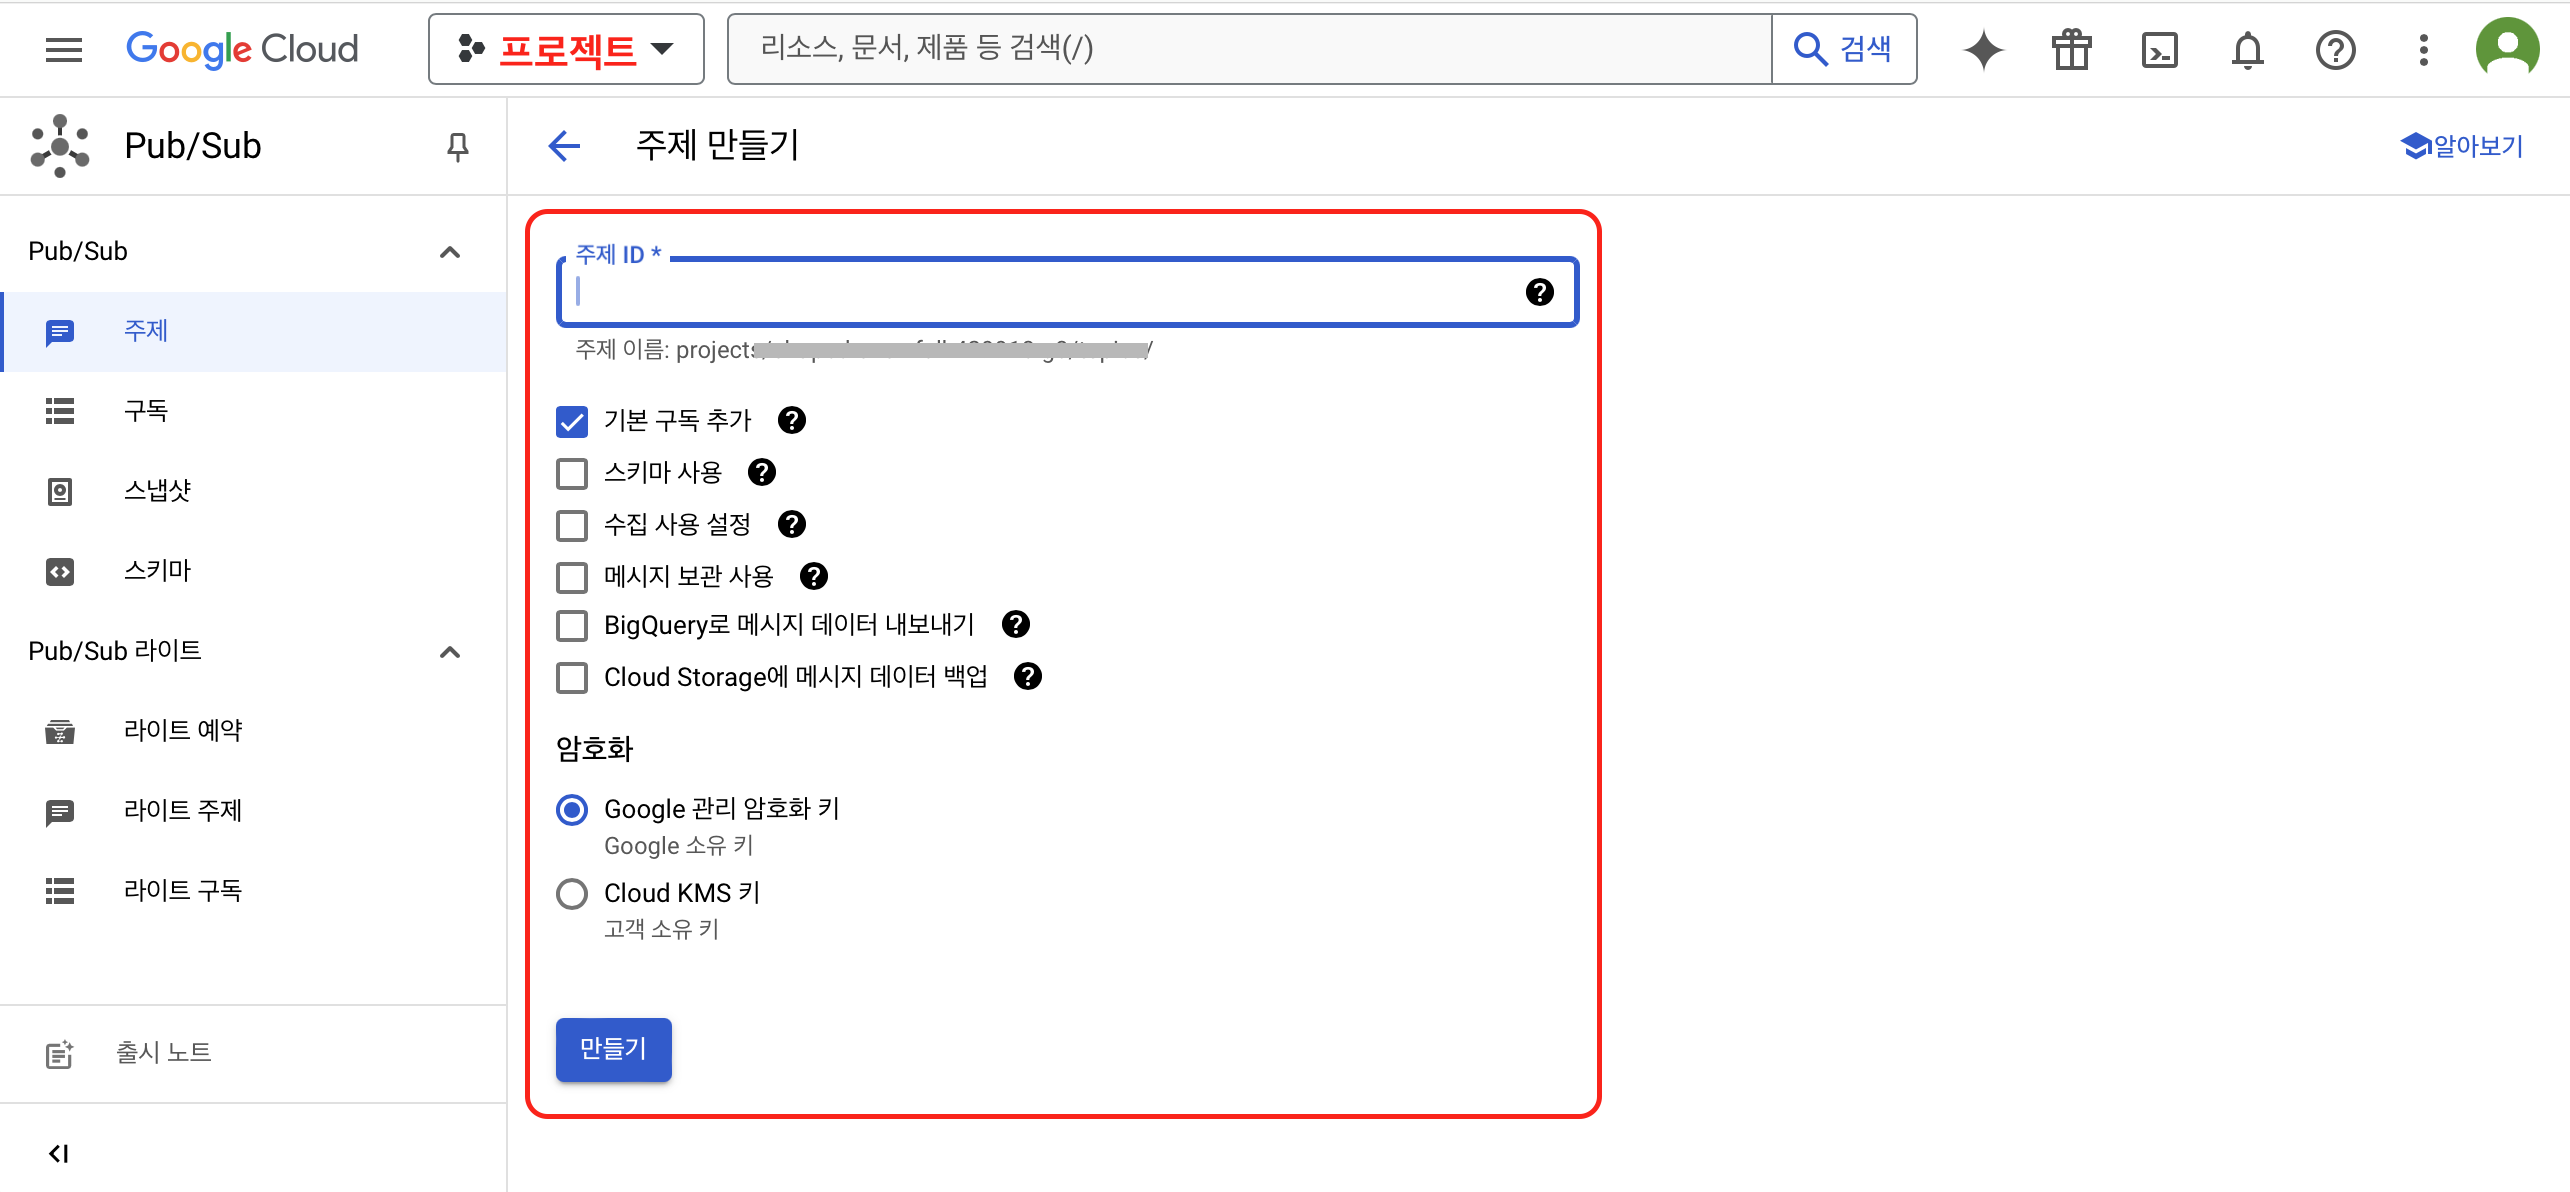 Google Cloud
프로젝트
리소스, 문서, 제품 등 검색(/)
검색
Pub/Sub
주제 만들기
알아보기
Pub/Sub
주제
구독
스냅샷
스키마
Pub/Sub 라이트
라이트 예약
라이트 주제
라이트 구독
출시 노트
주제 ID *
주제 이름: projects
기본 구독 추가
스키마 사용
수집 사용 설정
메시지 보관 사용
BigQuery로 메시지 데이터 내보내기
Cloud Storage에 메시지 데이터 백업
암호화
Google 관리 암호화 키
Google 소유 키
Cloud KMS 키
고객 소유 키
만들기